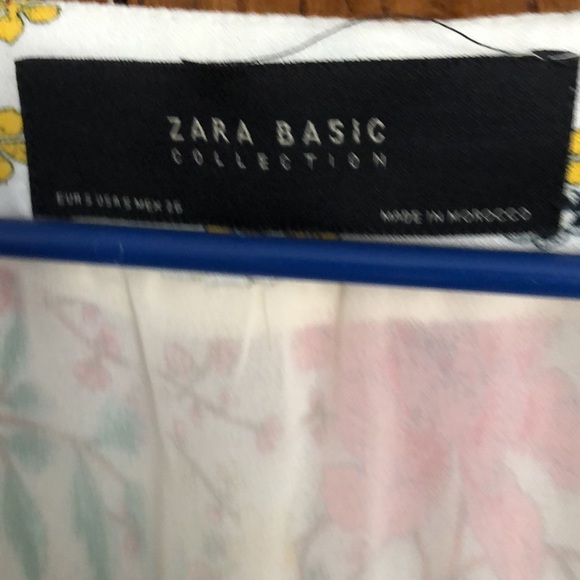 ZARA BASIC
COLLECTION
EUR S USA S MEX 26
MADE IN MOROCCO